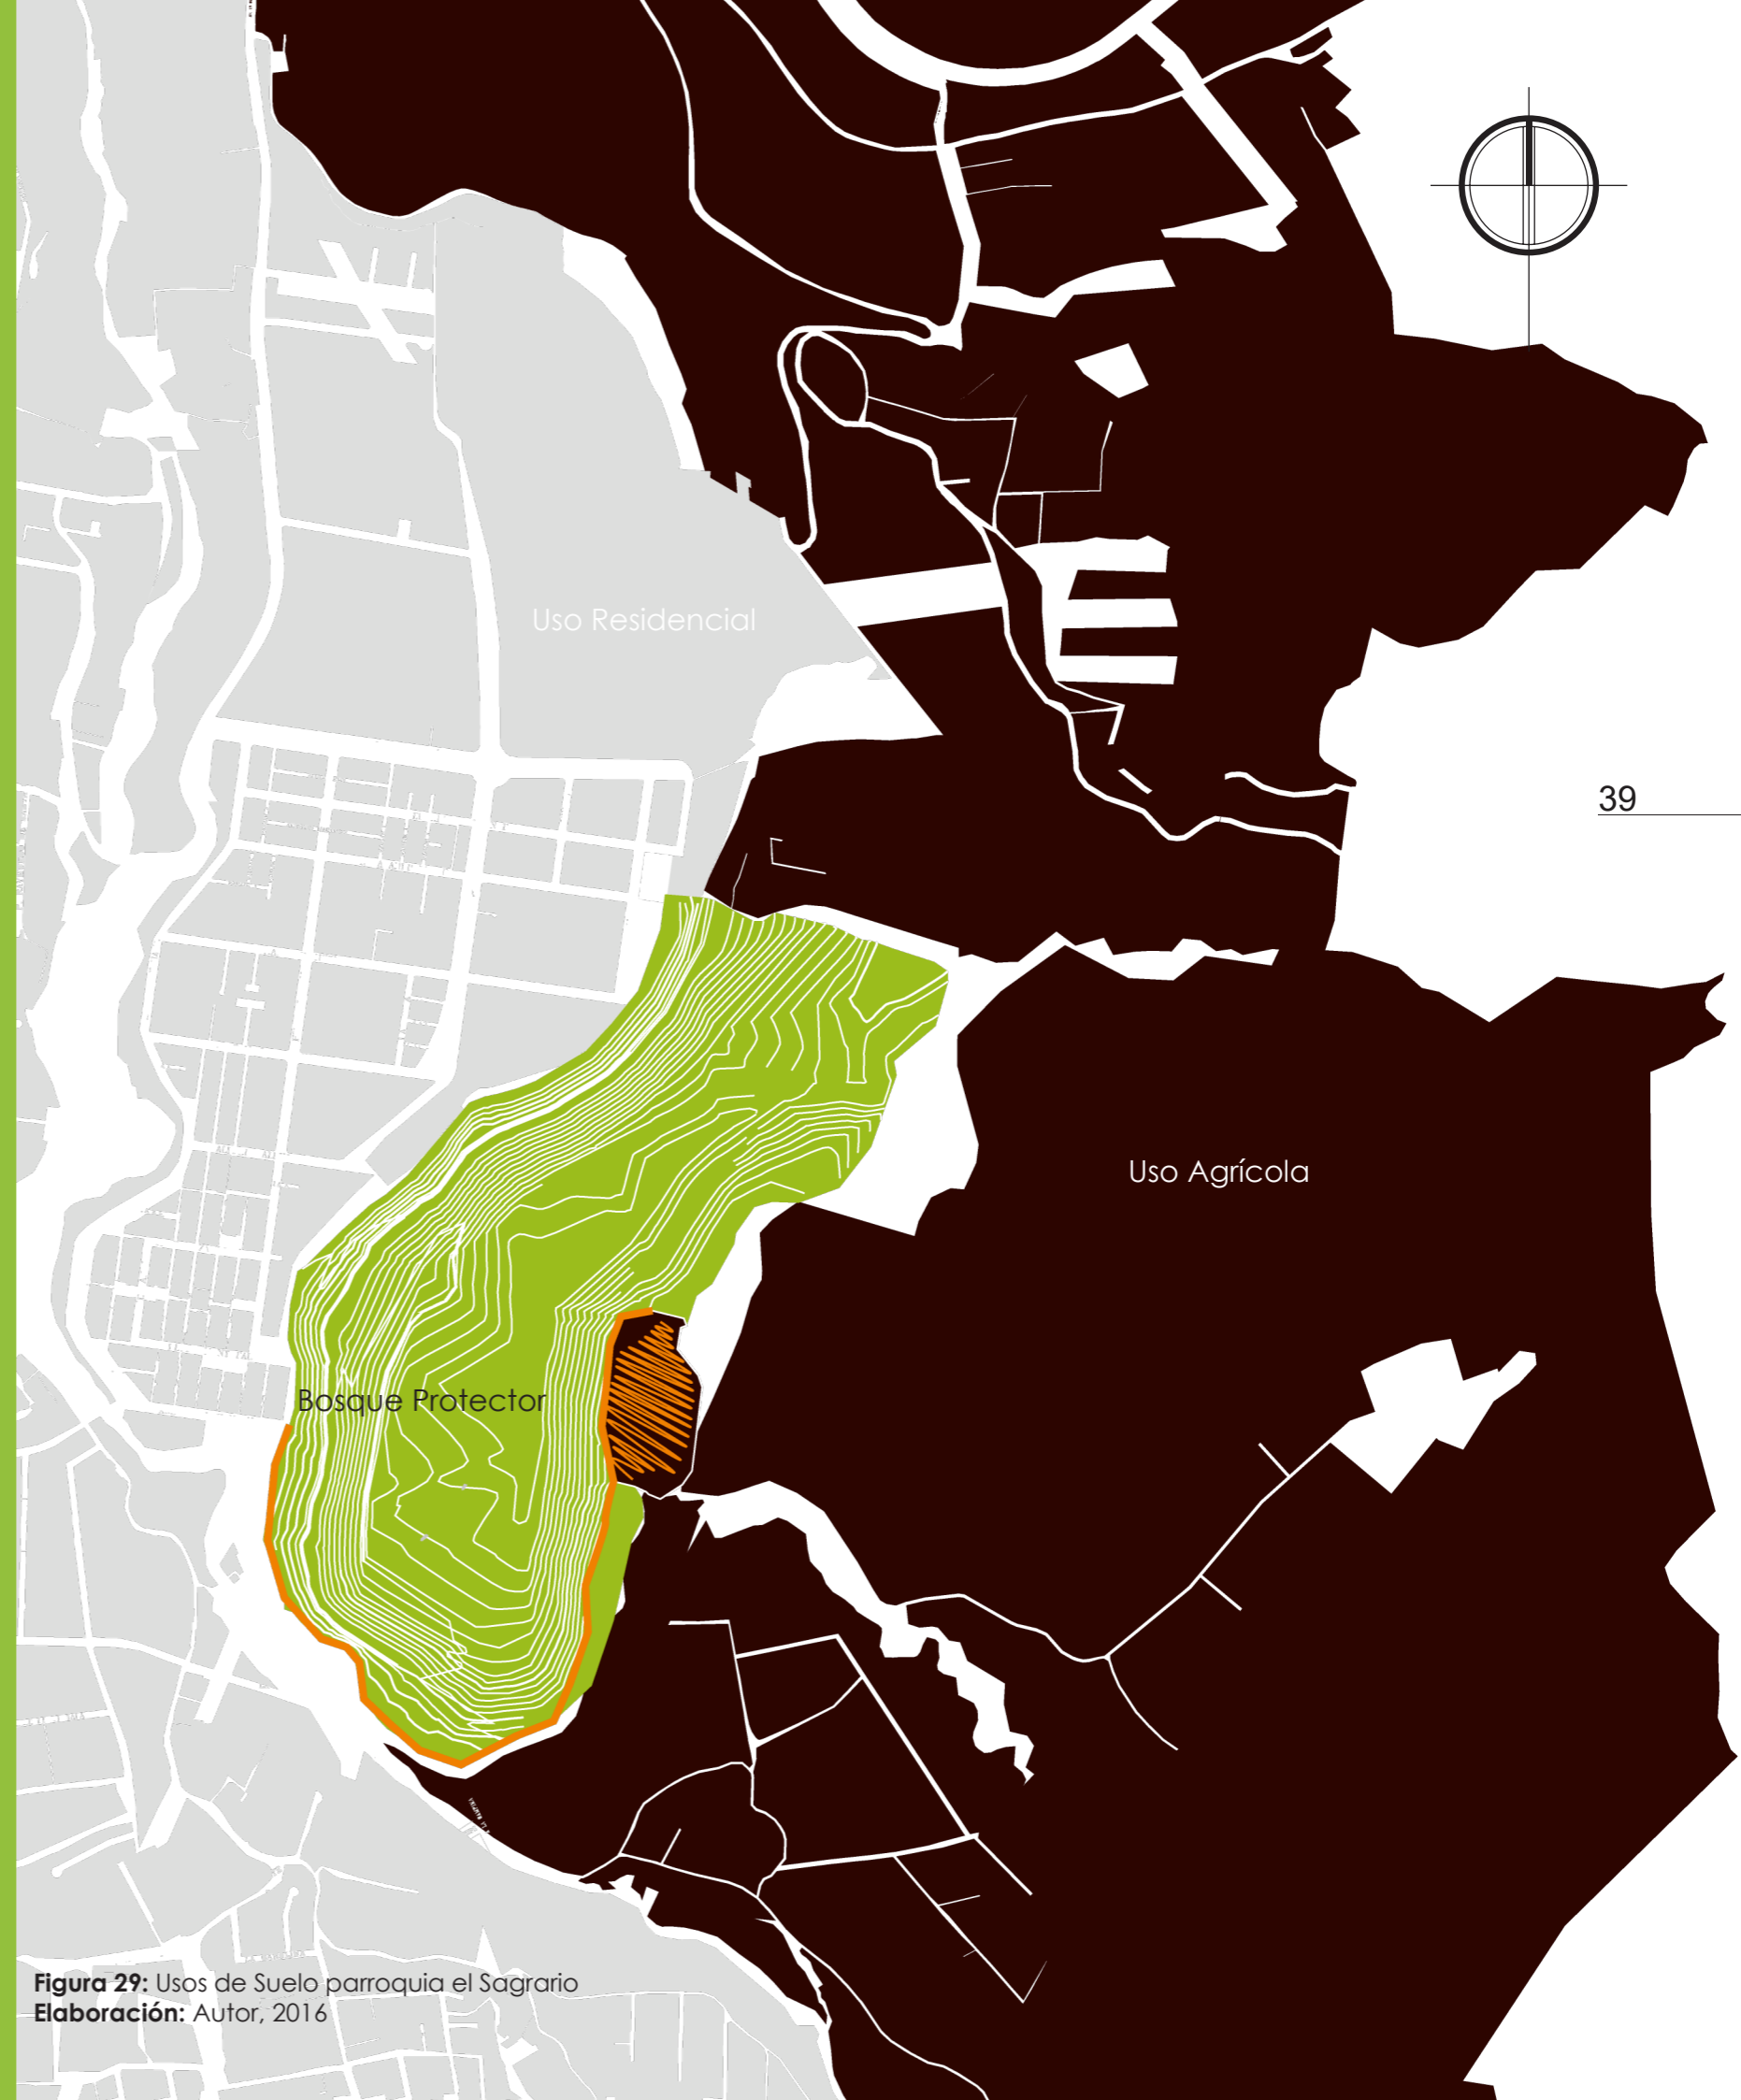 Uso Residencial
39
Uso Agrícola
Bosque Protector
Figura 29: Usos de Suelo parroquia el Sagrario
Elaboración: Autor, 2016